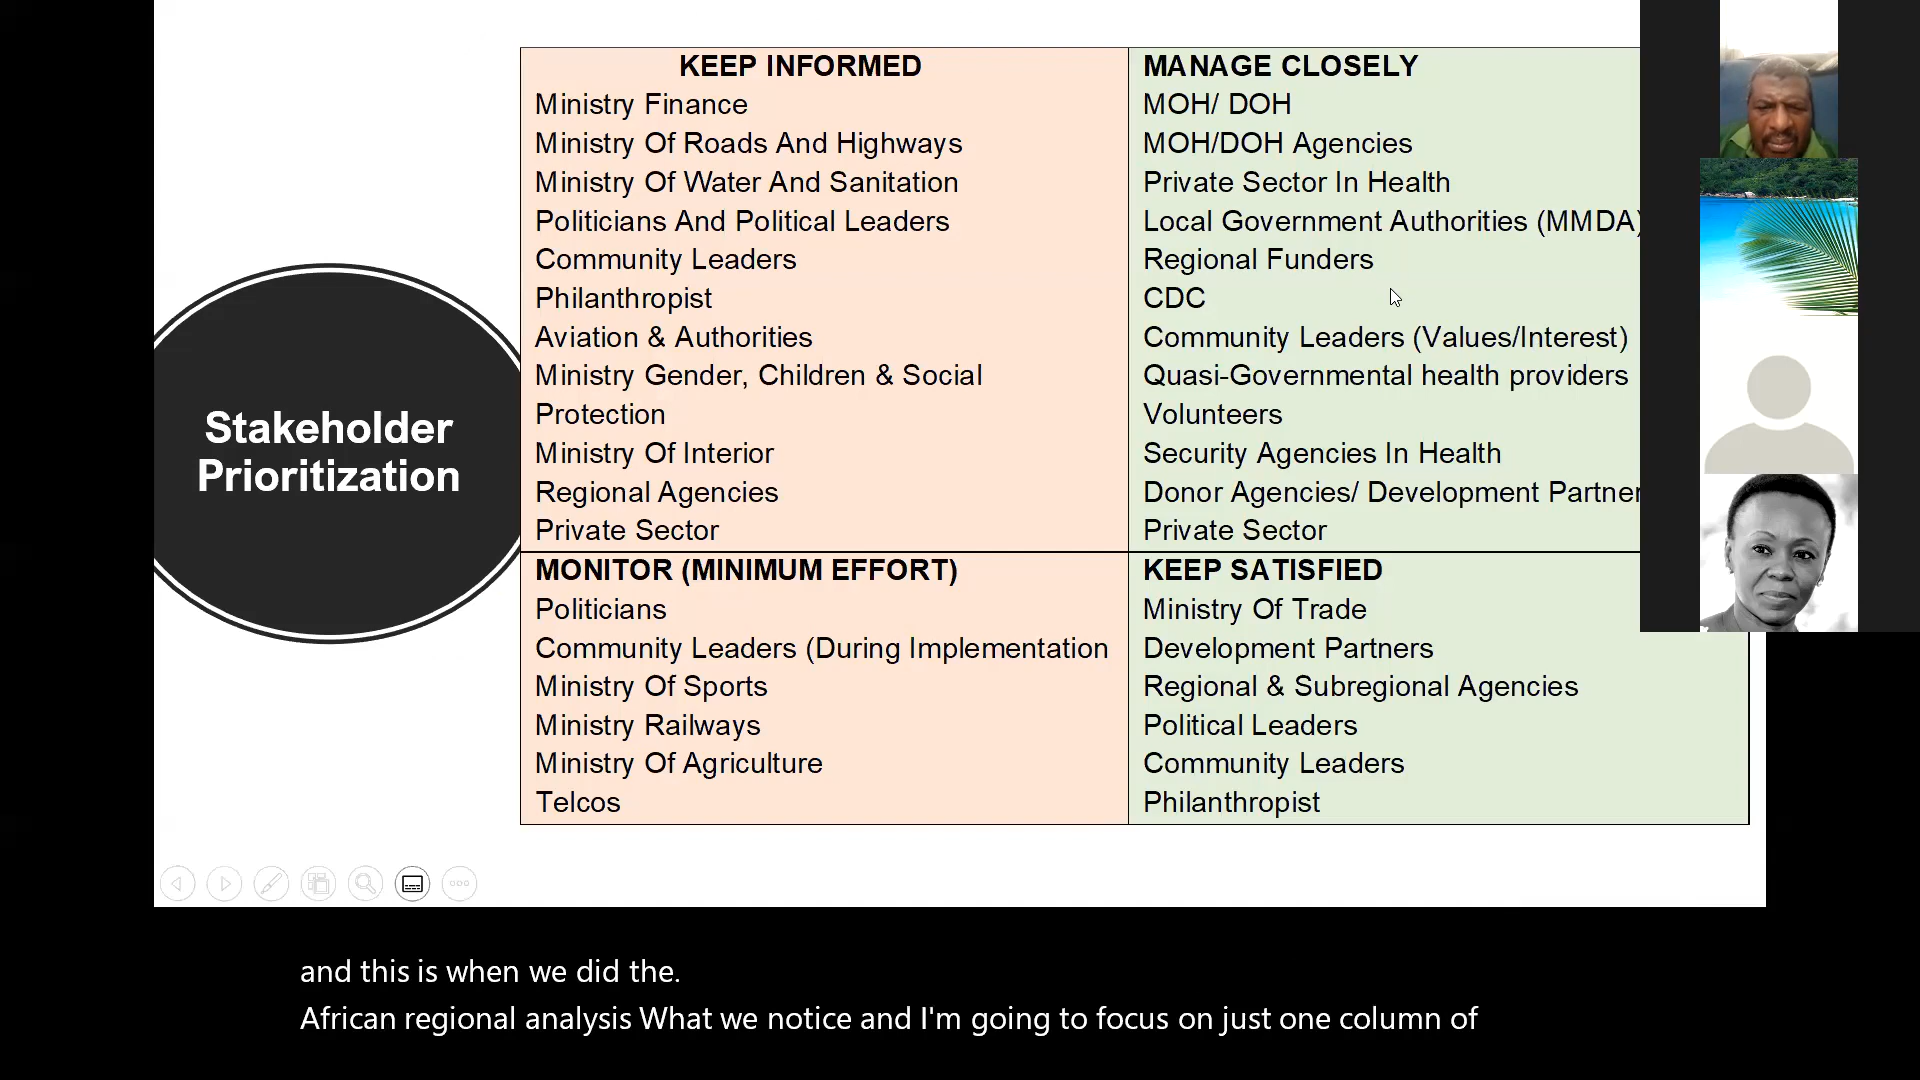 Stakeholder
Prioritization
KEEP INFORMED
Ministry Finance
Ministry Of Roads And Highways
Ministry Of Water And Sanitation
Politicians And Political Leaders
Community Leaders
Philanthropist
Aviation & Authorities
Ministry Gender, Children & Social
Protection
Ministry Of Interior
Regional Agencies
Private Sector
MANAGE CLOSELY
MOH/ DOH
MOH/DOH Agencies
Private Sector In Health
Local Government Authorities (MMDA)
Regional Funders
CDC
Community Leaders (Values/Interest)
Quasi-Governmental health providers
Volunteers
Security Agencies In Health
Donor Agencies/ Development Partner
Private Sector
MONITOR (MINIMUM EFFORT)
Politicians
Community Leaders (During Implementation
Ministry Of Sports
Ministry Railways
Ministry Of Agriculture
Telcos
KEEP SATISFIED
Ministry Of Trade
Development Partners
Regional & Subregional Agencies
Political Leaders
Community Leaders
Philanthropist
and this is when we did the.
African regional analysis What we notice and I'm going to focus on just one column of